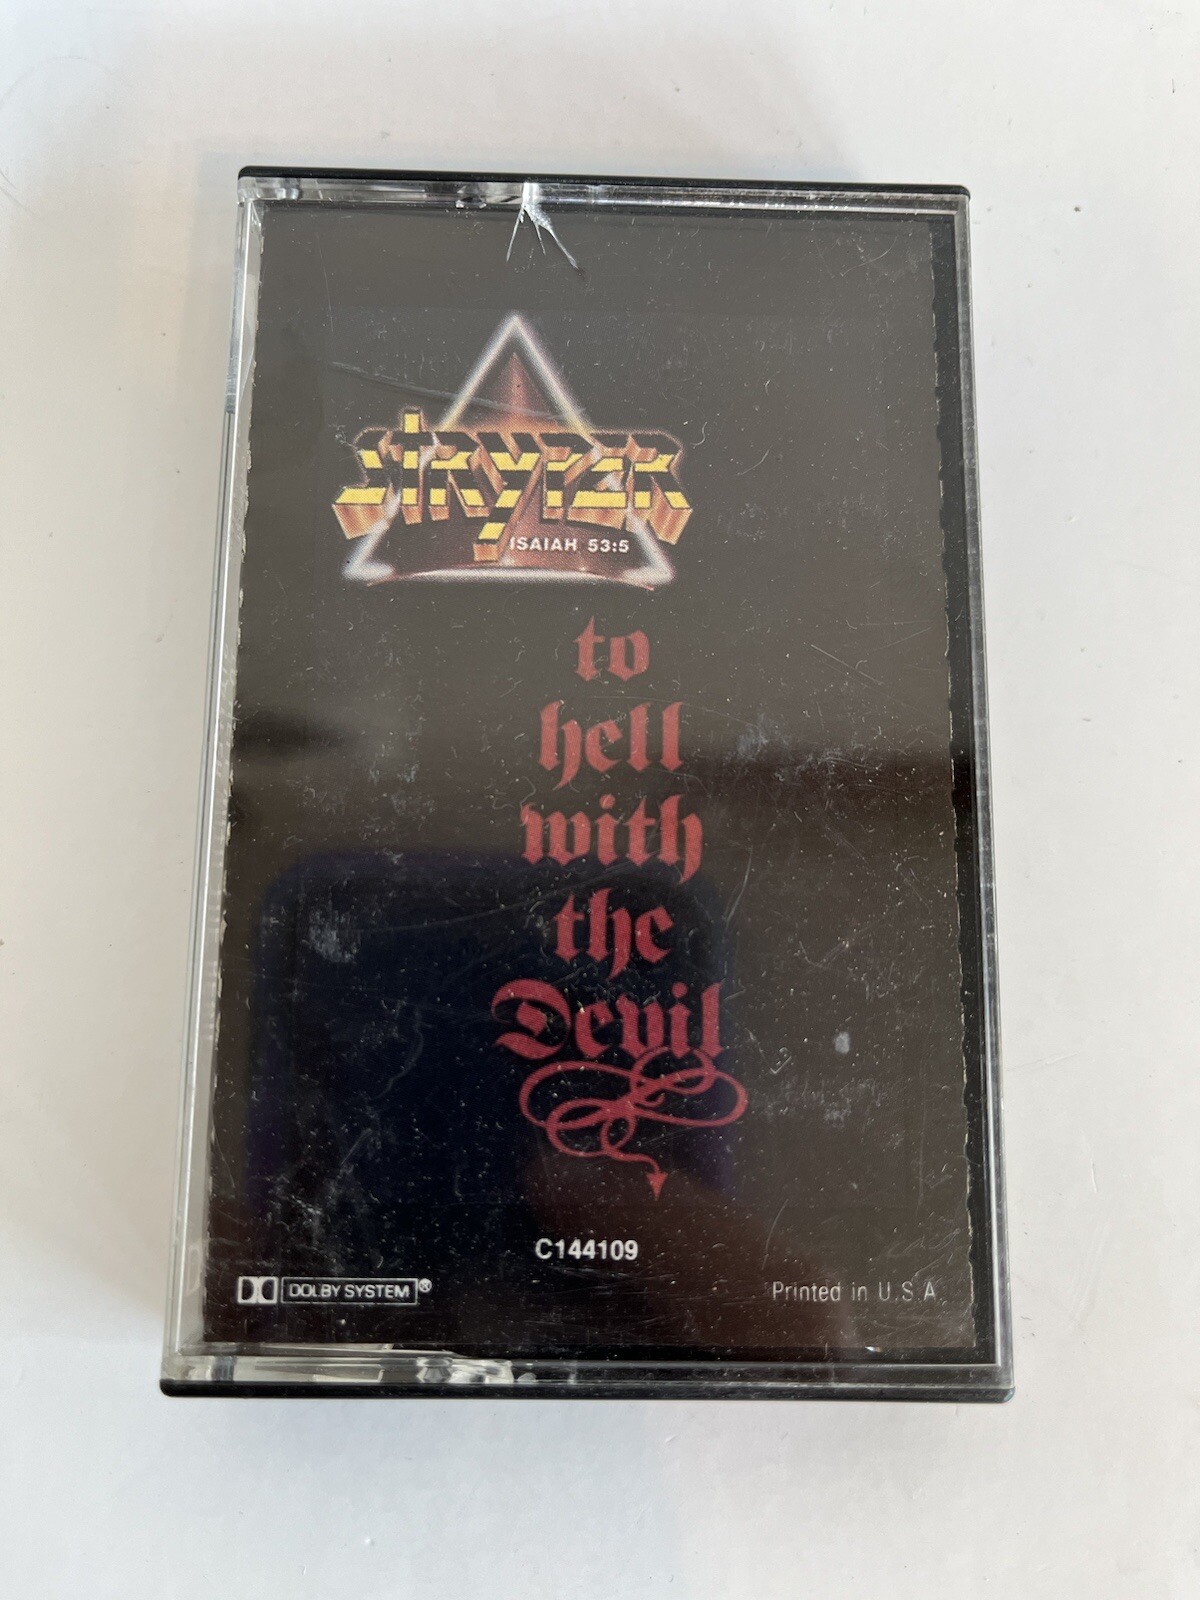 STRYPER
ISAIAH 53:5
to
hell
with
the
Devil
C144109
DOLBY SYSTEM®
Printed in U.S.A.